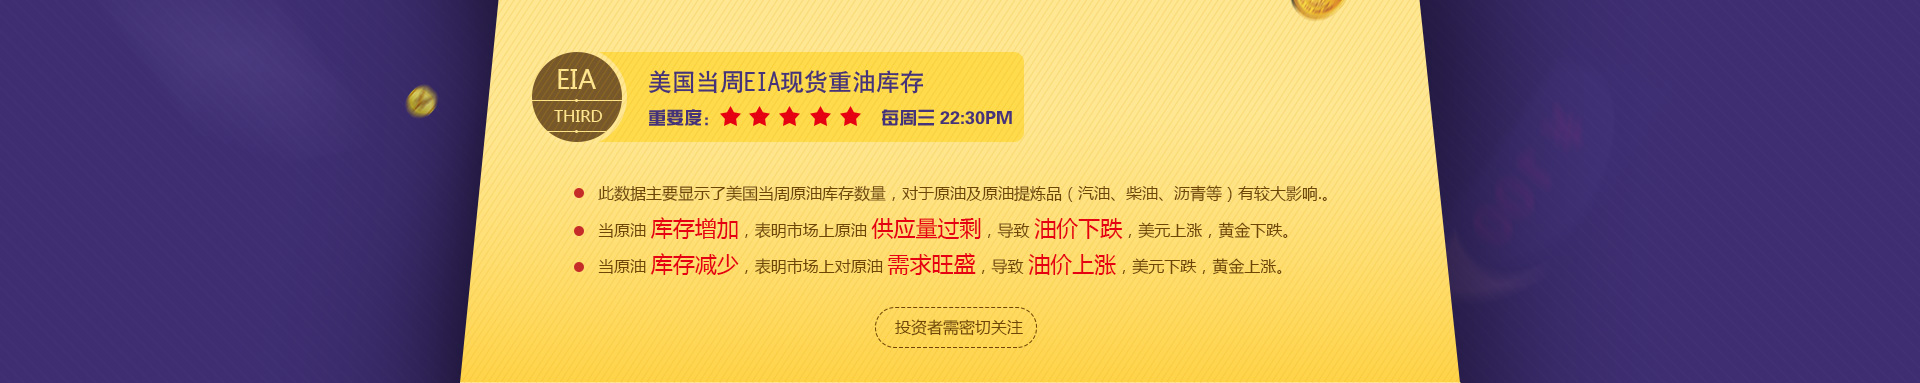 EIA
THIRD
美国当周EIA现货重油库存
重要度：★★★★★ 每周三 22:30PM
此数据主要显示了美国当周原油库存数量，对于原油及原油提炼品（汽油、柴油、沥青等）有较大影响.。
当原油 库存增加，表明市场上原油 供应量过剩，导致 油价下跌，美元上涨，黄金下跌。
当原油 库存减少，表明市场上对原油 需求旺盛，导致 油价上涨，美元下跌，黄金上涨。
投资者需密切关注